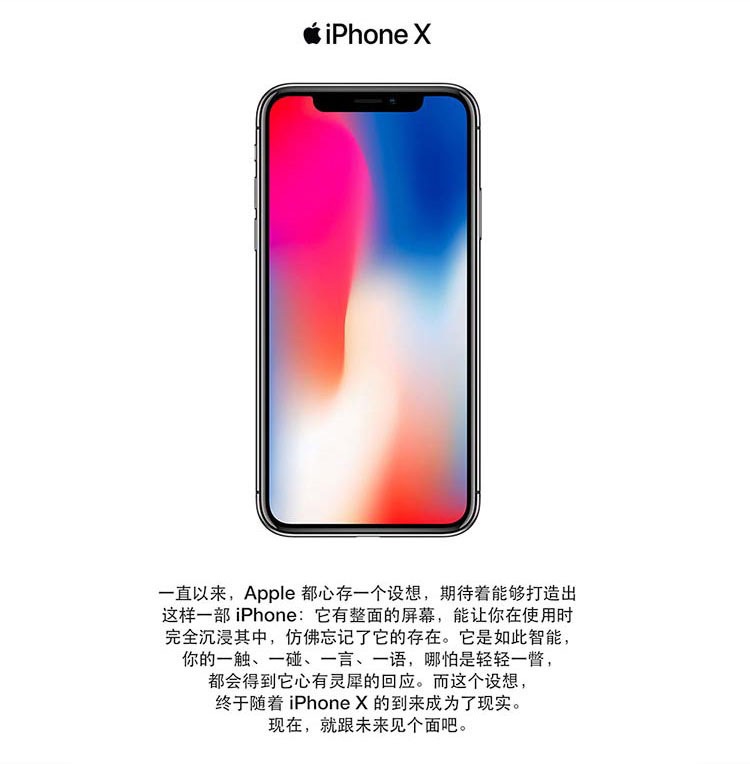 iPhone X
一直以来，Apple 都心存一个设想，期待着能够打造出
这样一部 iPhone：它有整面的屏幕，能让你在使用时
完全沉浸其中，仿佛忘记了它的存在。它是如此智能，
你的一触、一碰、一言、一语，哪怕是轻轻一瞥，
都会得到它心有灵犀的回应。而这个设想，
终于随着 iPhone X 的到来成为了现实。
现在，就跟未来见个面吧。